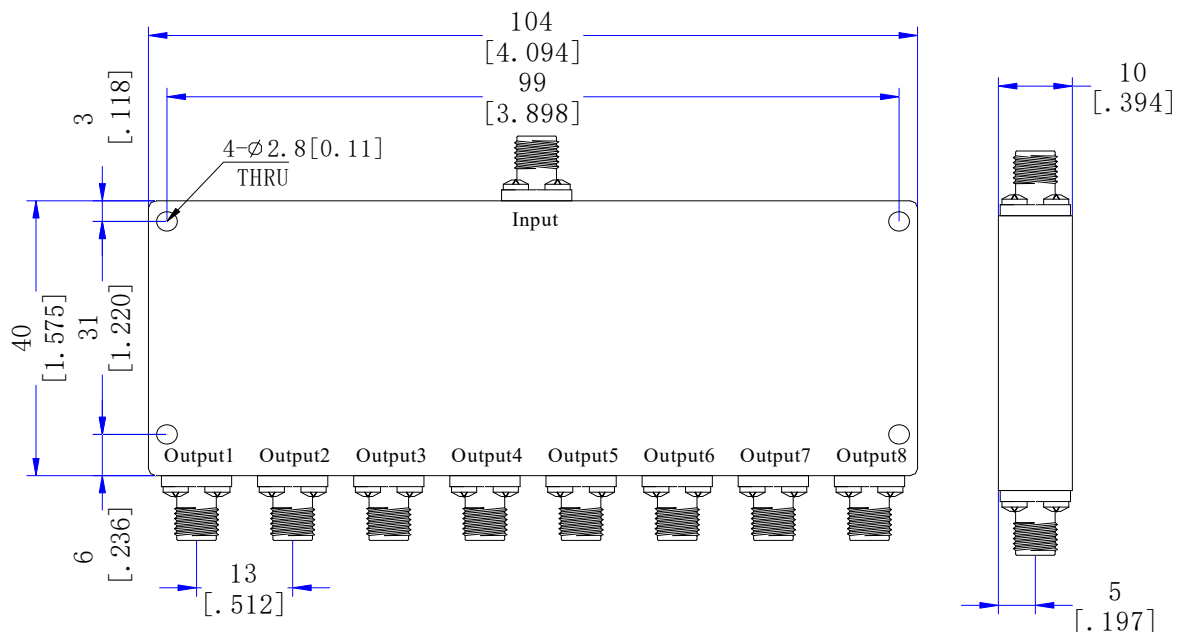 104
[4.094]
99
[3.898]
10
[.394]
3
[.118]
4-⌀2.8[0.11]
THRU
Input
40
[1.575]
31
[1.220]
Output1
Output2
Output3
Output4
Output5
Output6
Output7
Output8
6
[.236]
13
[.512]
5
[.197]